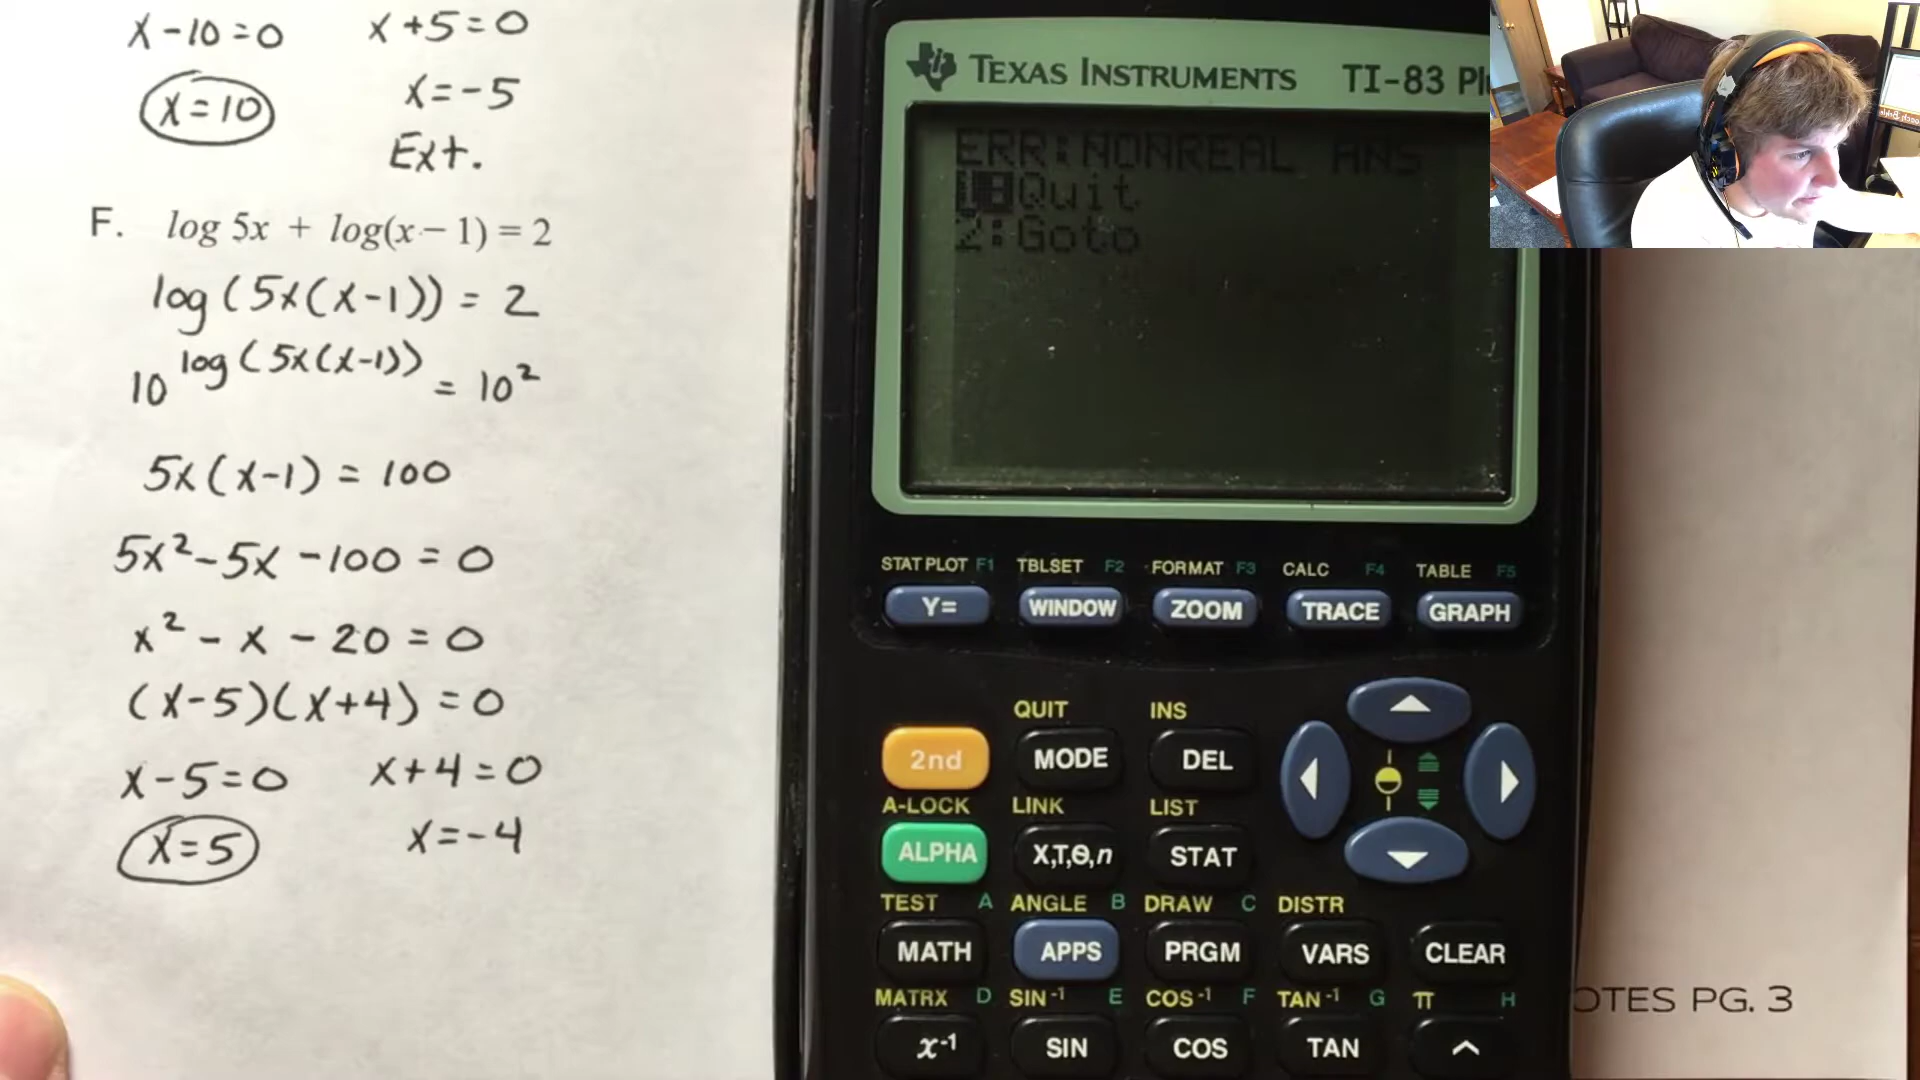 x-10=0 x+5=0
x=10 x=-5
Ext.
F. log 5x + log(x - 1) = 2
log(5x(x-1)) = 2
10^log(5x(x-1)) = 10²
5x(x-1) = 100
5x²-5x-100=0
x²-x-20=0
(x-5)(x+4)=0
x-5=0 x+4=0
x=5 x=-4
TEXAS INSTRUMENTS TI-83
ERR:NONREAL ANS
1:Quit
2:Goto
STAT PLOT F1 TBLSET F2 FORMAT F3 CALC F4 TABLE F5
Y= WINDOW ZOOM TRACE GRAPH
QUIT INS
2nd MODE DEL
A-LOCK LINK LIST
ALPHA X,T,Θ,n STAT
TEST A ANGLE B DRAW C DISTR
MATH APPS PRGM VARS CLEAR
MATRX D SIN⁻¹ E COS⁻¹ F TAN⁻¹ G π H
x⁻¹ SIN COS TAN ^
OTES PG. 3